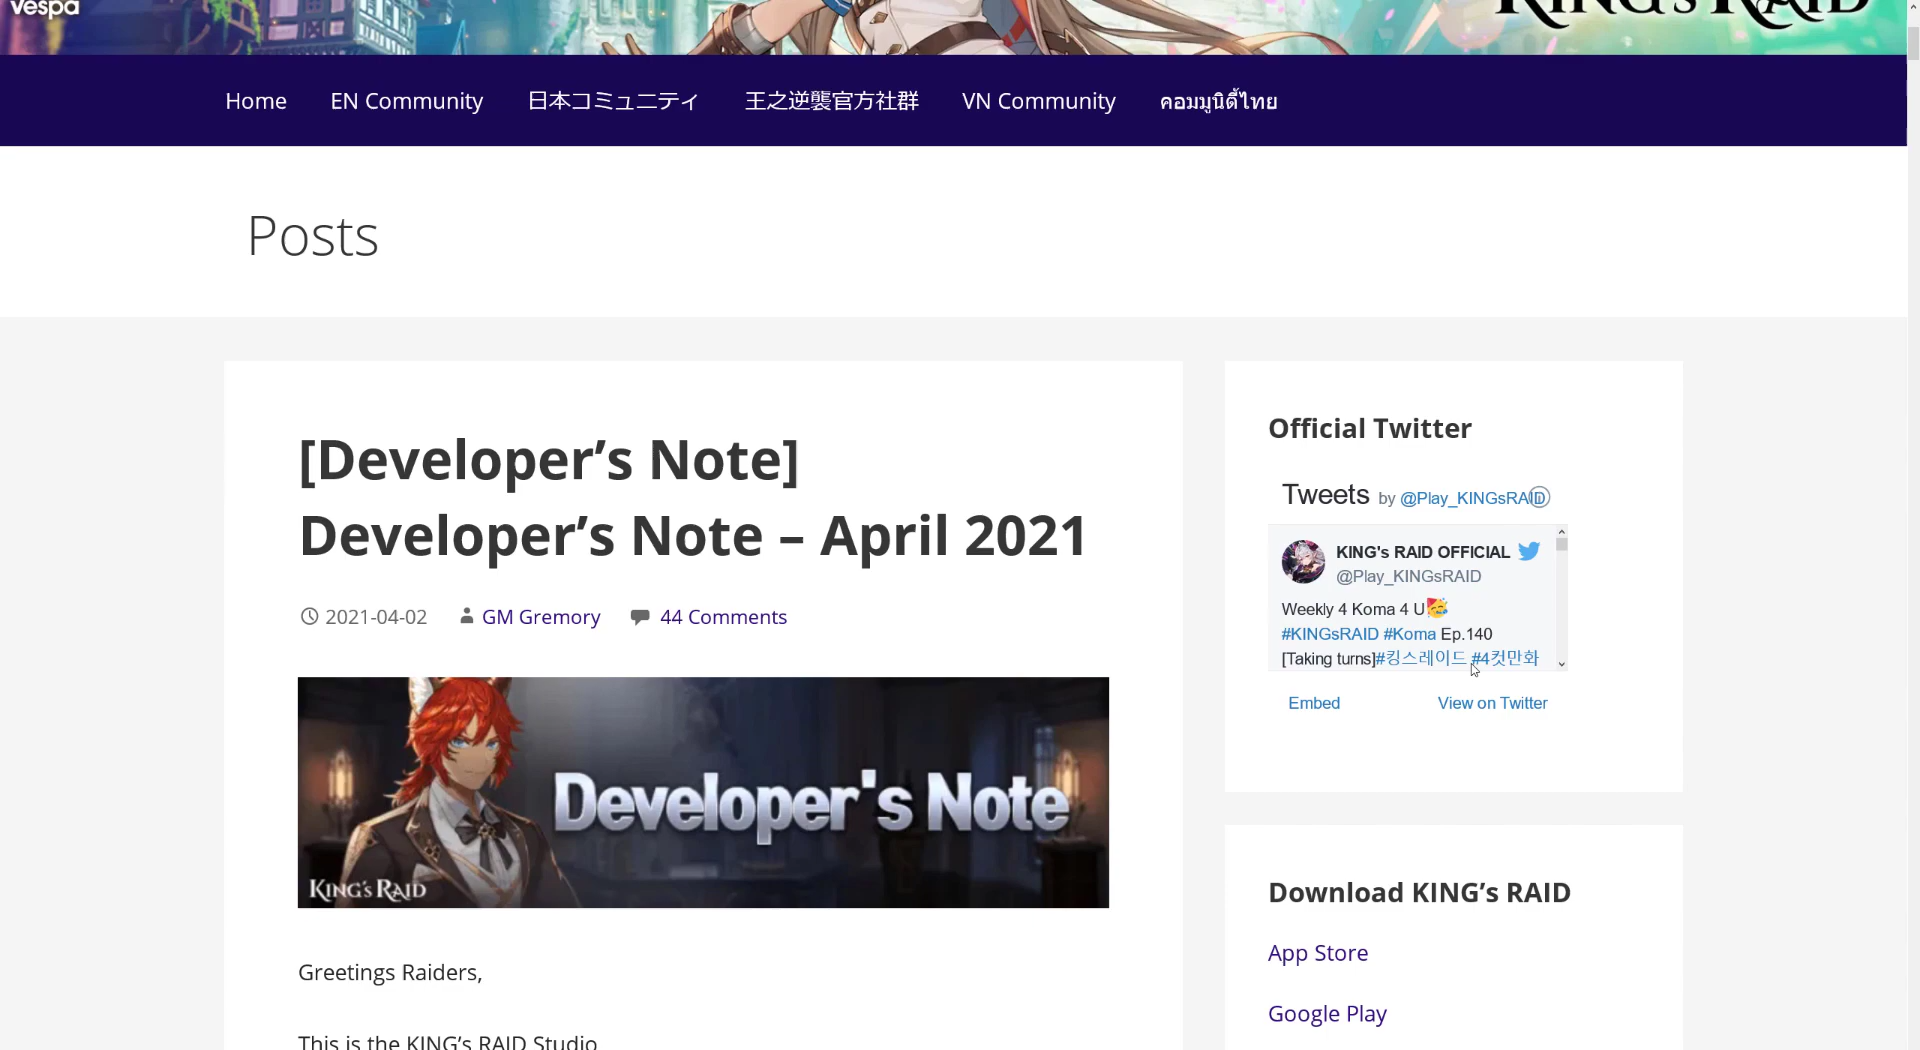 vespa
KING's RAID
Home EN Community 日本コミュニティ 王之逆襲官方社群 VN Community คอมมูนิตี้ไทย
Posts
[Developer’s Note]
Developer’s Note – April 2021
2021-04-02 GM Gremory 44 Comments
Developer's Note
KING'S RAID
Greetings Raiders,
This is the KING’s RAID Studio
Official Twitter
Tweets by @Play_KINGsRAID
KING's RAID OFFICIAL
@Play_KINGsRAID
Weekly 4 Koma 4 U🥳
#KINGsRAID #Koma Ep.140
[Taking turns]#킹스레이드 #4컷만화
Embed View on Twitter
Download KING’s RAID
App Store
Google Play